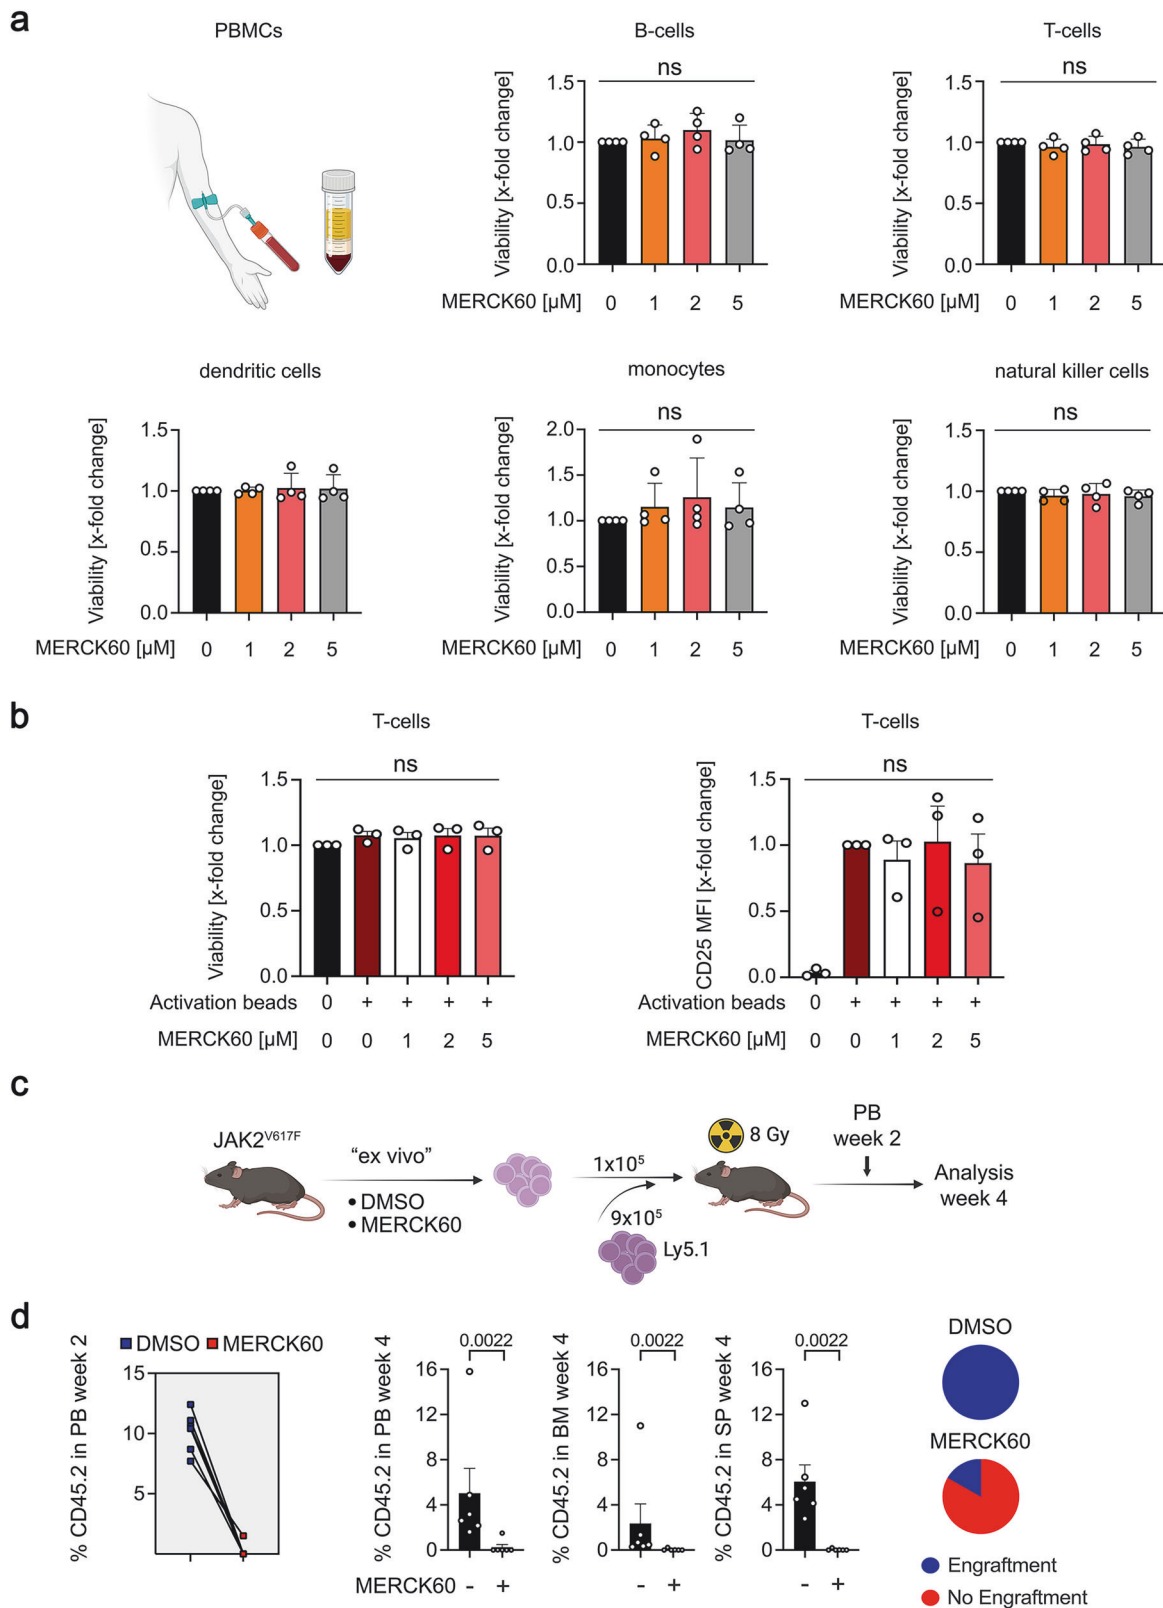 a
PBMCs
B-cells
Viability [x-fold change]
ns
1.5
1.0
0.5
0.0
MERCK60 [µM] 0 1 2 5
T-cells
Viability [x-fold change]
ns
1.5
1.0
0.5
0.0
MERCK60 [µM] 0 1 2 5
dendritic cells
Viability [x-fold change]
1.5
1.0
0.5
0.0
MERCK60 [µM] 0 1 2 5
monocytes
Viability [x-fold change]
ns
2.0
1.5
1.0
0.5
0.0
MERCK60 [µM] 0 1 2 5
natural killer cells
Viability [x-fold change]
ns
1.5
1.0
0.5
0.0
MERCK60 [µM] 0 1 2 5
b
T-cells
Viability [x-fold change]
ns
1.5
1.0
0.5
0.0
Activation beads 0 + + + +
MERCK60 [µM] 0 0 1 2 5
T-cells
CD25 MFI [x-fold change]
ns
1.5
1.0
0.5
0.0
Activation beads 0 + + + +
MERCK60 [µM] 0 0 1 2 5
c
JAK2V617F
"ex vivo"
• DMSO
• MERCK60
1x10⁵
9x10⁵
Ly5.1
8 Gy
PB
week 2
Analysis
week 4
d
DMSO MERCK60
% CD45.2 in PB week 2
15
10
5
% CD45.2 in PB week 4
0.0022
16
12
8
4
0
MERCK60 - +
% CD45.2 in BM week 4
0.0022
16
12
8
4
0
- +
% CD45.2 in SP week 4
0.0022
16
12
8
4
0
- +
DMSO
MERCK60
Engraftment
No Engraftment